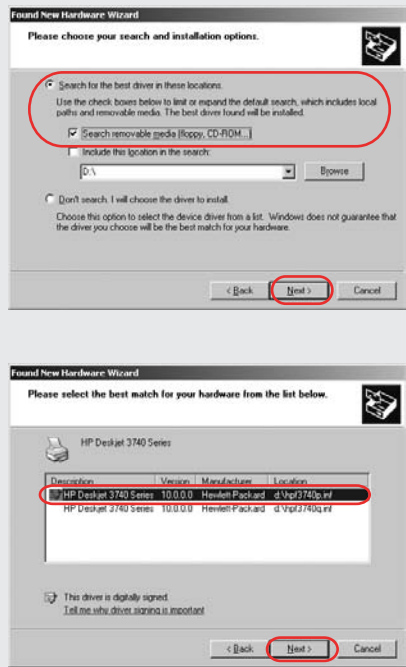 Found New Hardware Wizard
Please choose your search and installation options.
Search for the best driver in these locations.
Use the check boxes below to limit or expand the default search, which includes local
paths and removable media. The best driver found will be installed.
Search removable media (floppy, CD-ROM...)
Include this location in the search:
D:\
Browse
Don't search. I will choose the driver to install.
Choose this option to select the device driver from a list. Windows does not guarantee that
the driver you choose will be the best match for your hardware.
< Back Next > Cancel
Found New Hardware Wizard
Please select the best match for your hardware from the list below.
HP Deskjet 3740 Series
Description Version Manufacturer Location
HP Deskjet 3740 Series 10.0.0.0 Hewlett-Packard d:\hpf3740p.inf
HP Deskjet 3740 Series 10.0.0.0 Hewlett-Packard d:\hpf3740q.inf
This driver is digitally signed.
Tell me why driver signing is important
< Back Next > Cancel